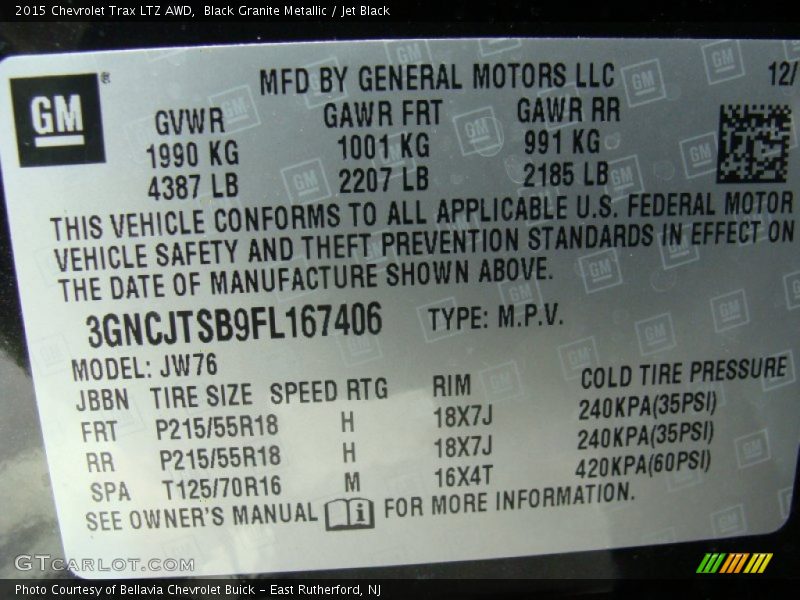 2015 Chevrolet Trax LTZ AWD,  Black Granite Metallic / Jet Black
GM ®
MFD BY GENERAL MOTORS LLC 12/
GVWR GAWR FRT GAWR RR
1990 KG 1001 KG 991 KG
4387 LB 2207 LB 2185 LB
THIS VEHICLE CONFORMS TO ALL APPLICABLE U.S. FEDERAL MOTOR
VEHICLE SAFETY AND THEFT PREVENTION STANDARDS IN EFFECT ON
THE DATE OF MANUFACTURE SHOWN ABOVE.
3GNCJTSB9FL167406 TYPE: M.P.V.
MODEL: JW76
JBBN TIRE SIZE SPEED RTG RIM COLD TIRE PRESSURE
FRT P215/55R18 H 18X7J 240KPA(35PSI)
RR P215/55R18 H 18X7J 240KPA(35PSI)
SPA T125/70R16 M 16X4T 420KPA(60PSI)
SEE OWNER'S MANUAL i FOR MORE INFORMATION.
GTCARLOT.COM
Photo Courtesy of Bellavia Chevrolet Buick – East Rutherford, NJ